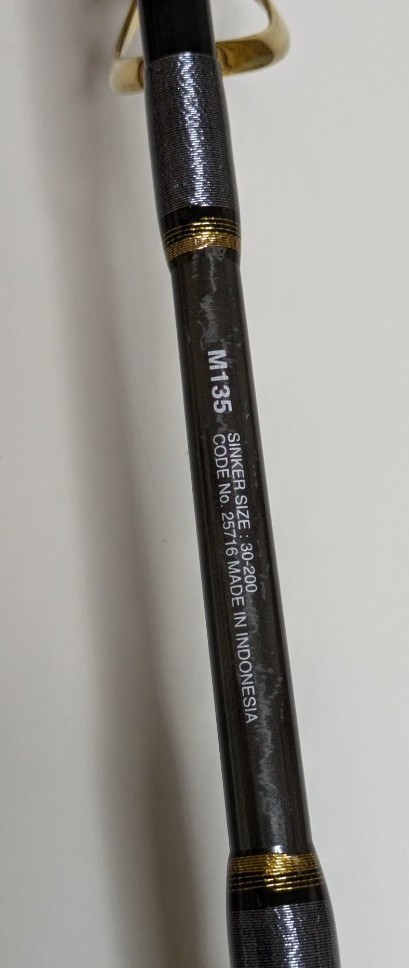 M135
SINKER SIZE : 30-200
CODE No. 25716 MADE IN INDONESIA